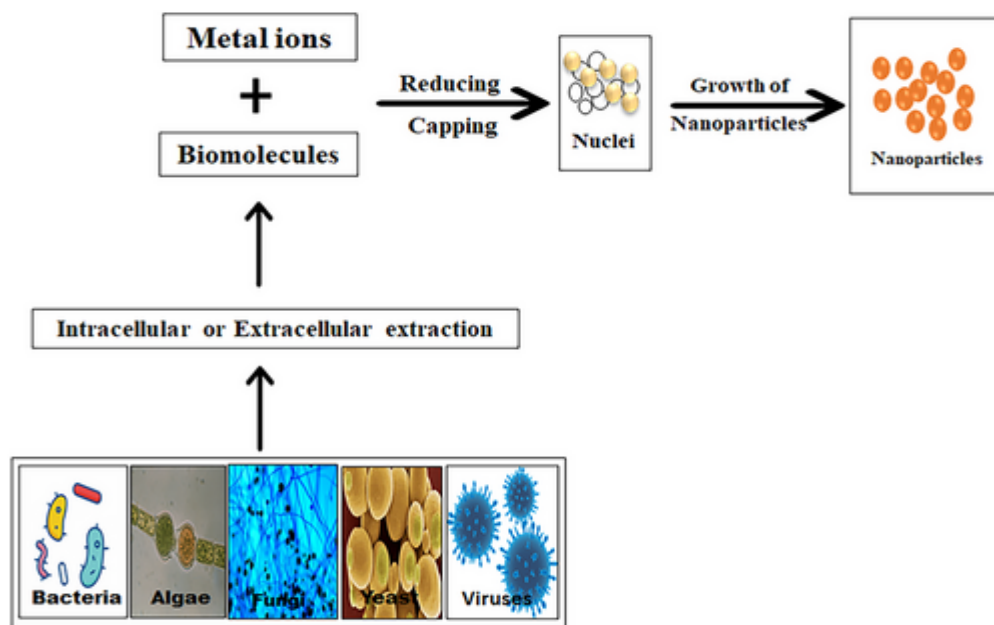 Metal ions
+
Biomolecules
Reducing
Capping
Nuclei
Growth of
Nanoparticles
Nanoparticles
Intracellular or Extracellular extraction
Bacteria
Algae
Fungi
Yeast
Viruses